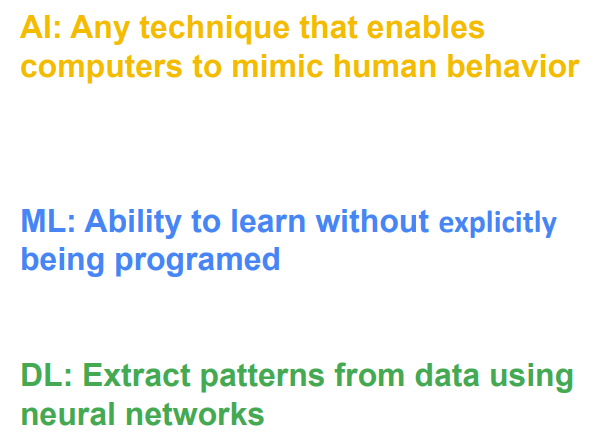 AI: Any technique that enables
computers to mimic human behavior
ML: Ability to learn without explicitly
being programed
DL: Extract patterns from data using
neural networks